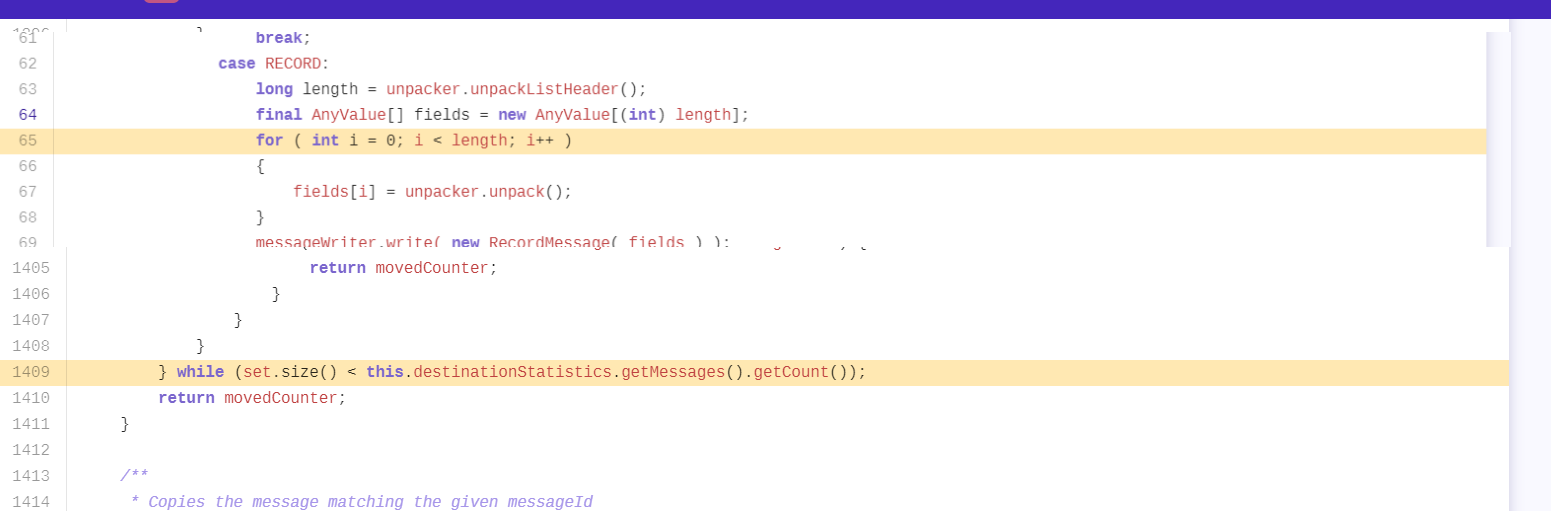 }
61 break;
62 case RECORD:
63 long length = unpacker.unpackListHeader();
64 final AnyValue[] fields = new AnyValue[(int) length];
65 for ( int i = 0; i < length; i++ )
66 {
67 fields[i] = unpacker.unpack();
68 }
69 messageWriter.write( new RecordMessage( fields ) );
1405 return movedCounter;
1406 }
1407 }
1408 }
1409 } while (set.size() < this.destinationStatistics.getMessages().getCount());
1410 return movedCounter;
1411 }
1412
1413 /**
1414 * Copies the message matching the given messageId